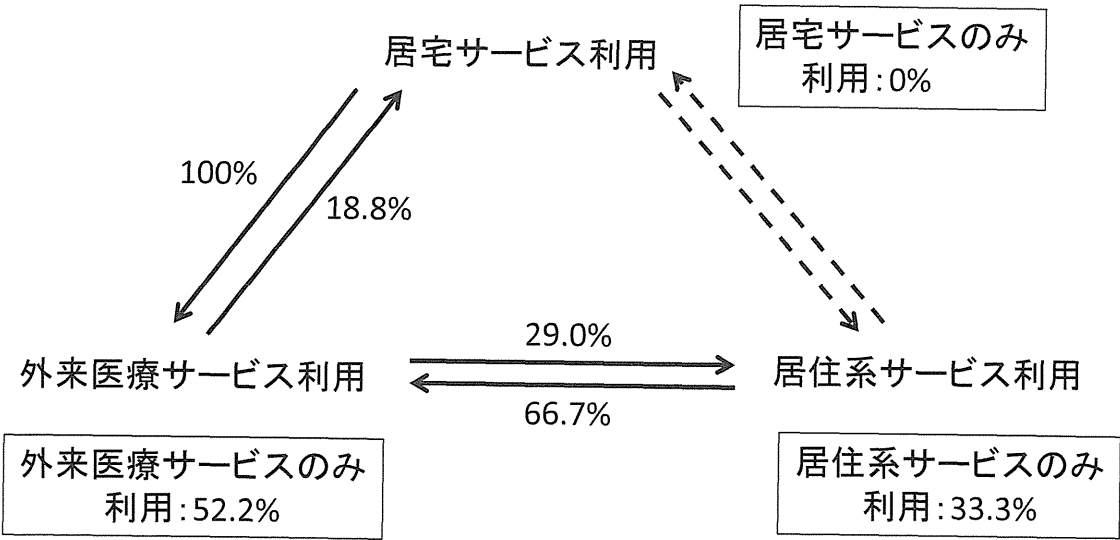 居宅サービス利用
居宅サービスのみ
利用：0%
100%
18.8%
29.0%
外来医療サービス利用
居住系サービス利用
66.7%
外来医療サービスのみ
利用：52.2%
居住系サービスのみ
利用：33.3%